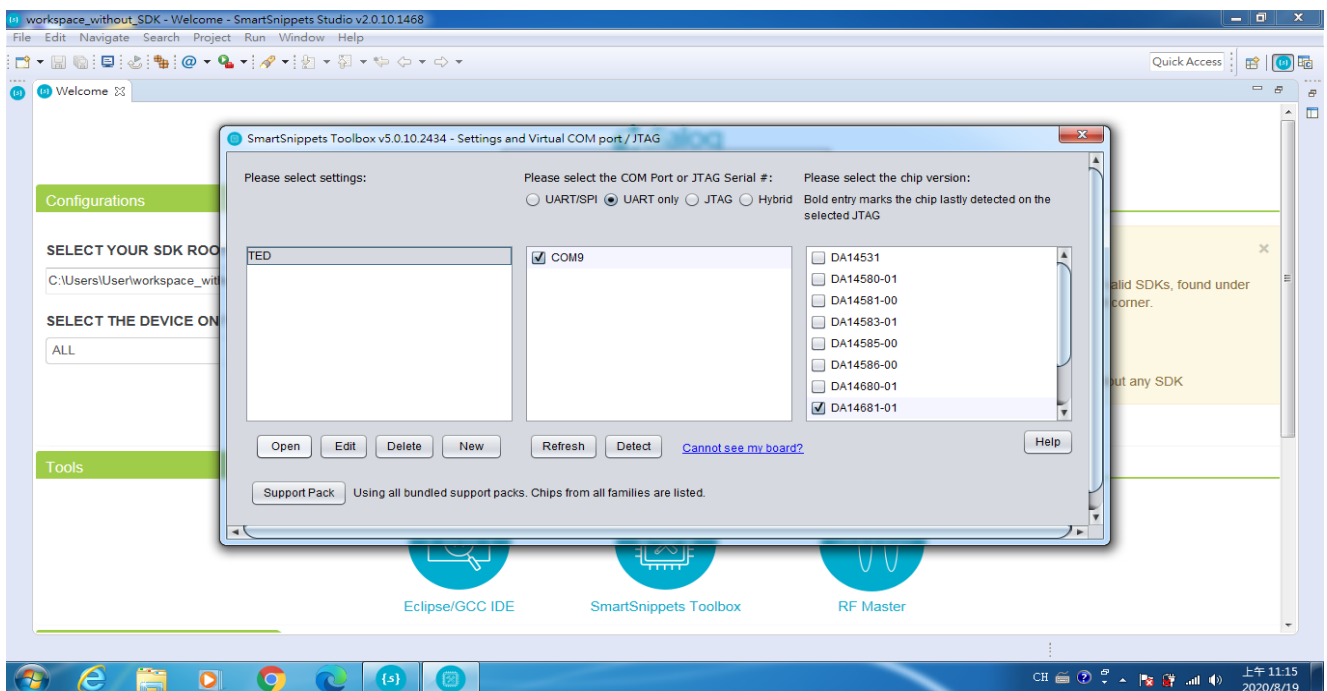 workspace_without_SDK - Welcome - SmartSnippets Studio v2.0.10.1468
File Edit Navigate Search Project Run Window Help
Quick Access
Welcome
SmartSnippets Toolbox v5.0.10.2434 - Settings and Virtual COM port / JTAG
Please select settings:
Please select the COM Port or JTAG Serial #:
Please select the chip version:
UART/SPI UART only JTAG Hybrid
Bold entry marks the chip lastly detected on the
selected JTAG
Configurations
SELECT YOUR SDK ROO
C:\Users\User\workspace_wit
SELECT THE DEVICE ON
ALL
TED
COM9
DA14531
DA14580-01
DA14581-00
DA14583-01
DA14585-00
DA14586-00
DA14680-01
DA14681-01
alid SDKs, found under
corner.
out any SDK
Open Edit Delete New
Refresh Detect Cannot see my board?
Help
Tools
Support Pack Using all bundled support packs. Chips from all families are listed.
Eclipse/GCC IDE SmartSnippets Toolbox RF Master
CH
上午 11:15
2020/8/19